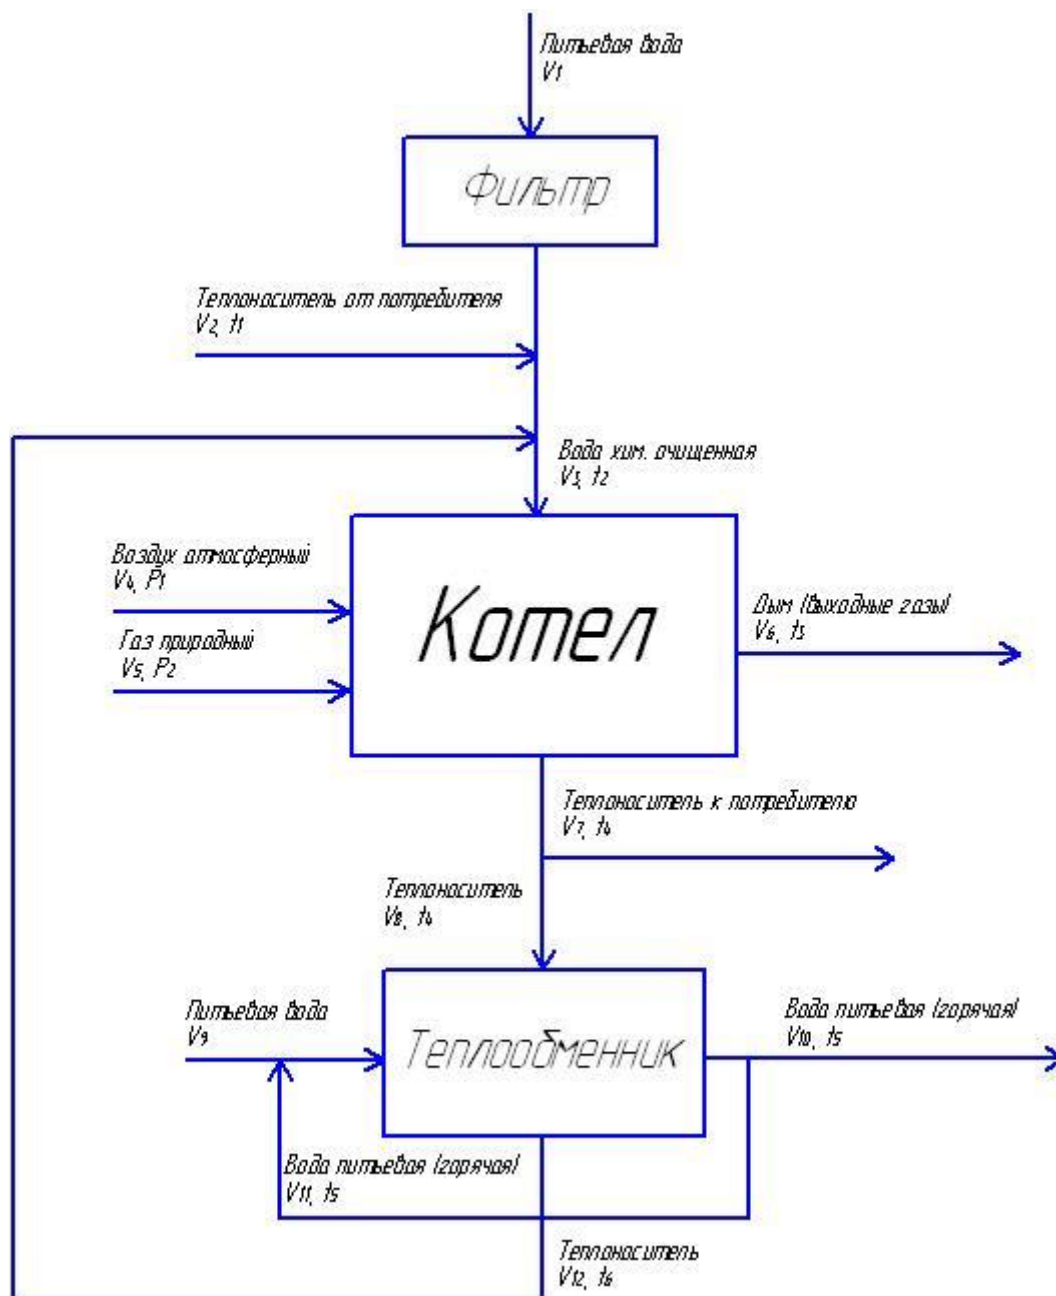 Питьевая вода
V1
Фильтр
Теплоноситель от потребителя
V2, t1
Вода хим. очищенная
V3, t2
Воздух атмосферный
V4, P1
Газ природный
V5, P2
Котел
Дым (выходные газы)
V6, t3
Теплоноситель к потребителю
V7, t4
Теплоноситель
V8, t4
Питьевая вода
V9
Теплообменник
Вода питьевая (горячая)
V10, t5
Вода питьевая (горячая)
V11, t5
Теплоноситель
V12, t6